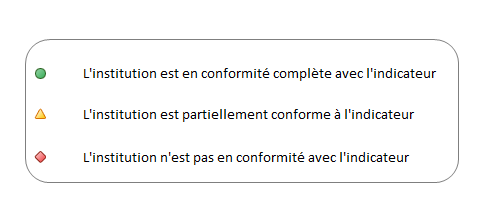 L'institution est en conformité complète avec l'indicateur
L'institution est partiellement conforme à l'indicateur
L'institution n'est pas en conformité avec l'indicateur